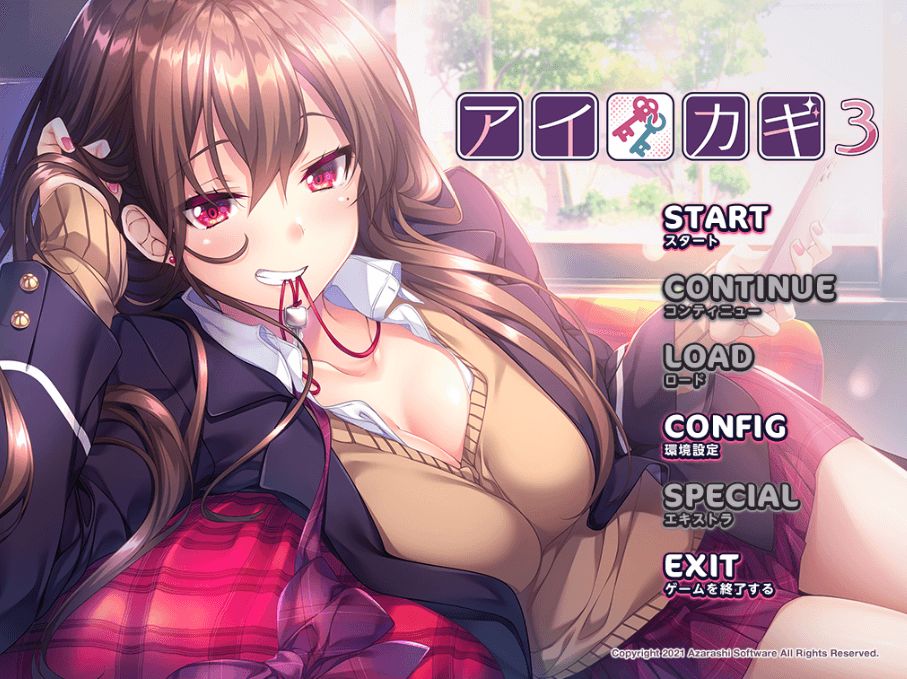 アイカギ3
START
スタート
CONTINUE
コンティニュー
LOAD
ロード
CONFIG
環境設定
SPECIAL
エキストラ
EXIT
ゲームを終了する
Copyright 2021 Azarashi Software All Rights Reserved.